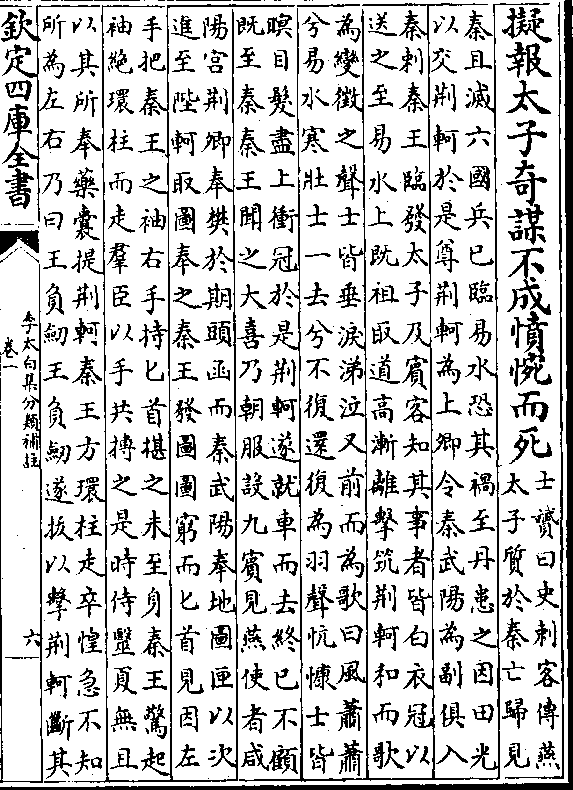 擬報太子奇謀不成憤惋而死
士贇曰史刺客傳燕
太子質於秦亡歸見
秦且滅六國兵已臨易水恐其禍至丹患之因田光
以交荆軻於是尊荆軻為上卿令秦武陽為副俱入
秦刺秦王臨發太子及賓客知其事者皆白衣冠以
送之至易水上既祖取道高漸離擊筑荆軻和而歌
為變徵之聲士皆垂淚涕泣又前而為歌曰風蕭蕭
兮易水寒壯士一去兮不復還復為羽聲忼慷士皆
瞋目髮盡上衝冠於是荆軻遂就車而去終已不顧
既至秦秦王聞之大喜乃朝服設九賓見燕使者咸
陽宫荆卿奉樊於期頭函而秦武陽奉地圖匣以次
進至陛軻取圖奉之秦王發圖圖窮而匕首見因左
手把秦王之袖右手持匕首揕之未至身秦王驚起
袖絶環柱而走羣臣以手共搏之是時侍醫夏無且
以其所奉藥囊提荆軻秦王方環柱走卒惶急不知
所為左右乃曰王負劒王負劒遂拔以擊荆軻斷其
欽定四庫全書
李太白集分類補註
卷一
六